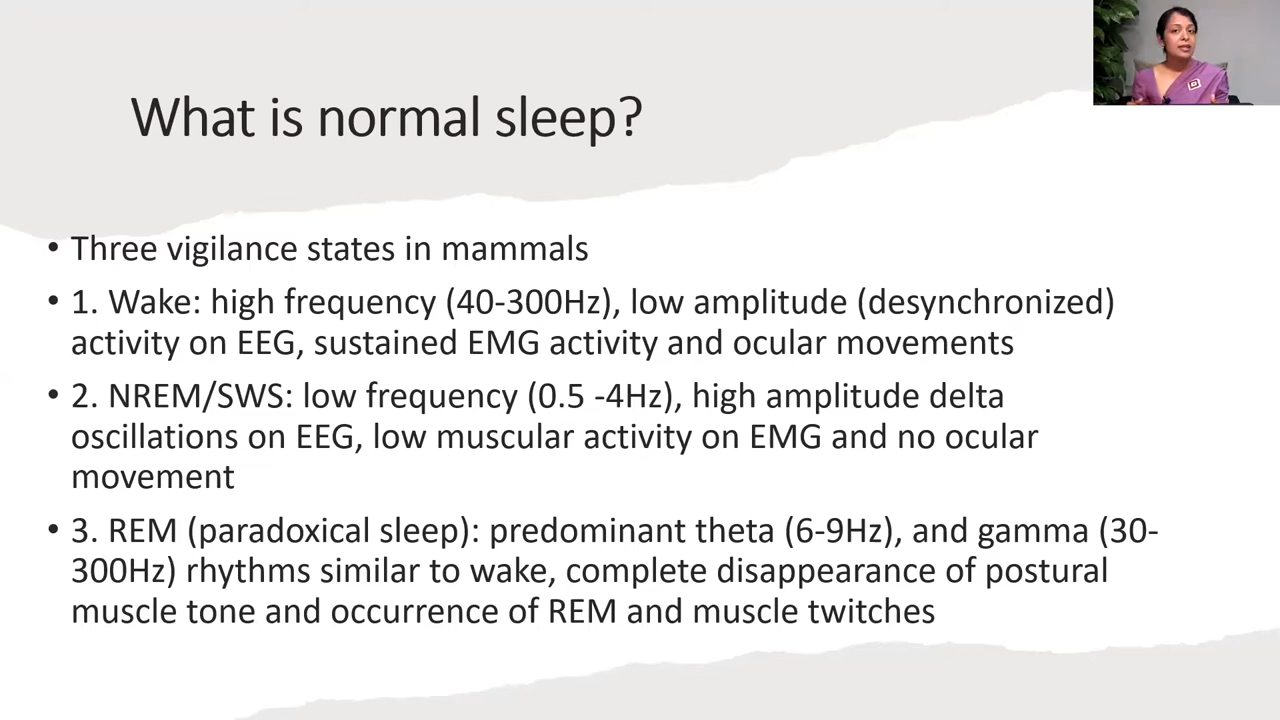 What is normal sleep?
• Three vigilance states in mammals
• 1. Wake: high frequency (40-300Hz), low amplitude (desynchronized)
activity on EEG, sustained EMG activity and ocular movements
• 2. NREM/SWS: low frequency (0.5 -4Hz), high amplitude delta
oscillations on EEG, low muscular activity on EMG and no ocular
movement
• 3. REM (paradoxical sleep): predominant theta (6-9Hz), and gamma (30-
300Hz) rhythms similar to wake, complete disappearance of postural
muscle tone and occurrence of REM and muscle twitches